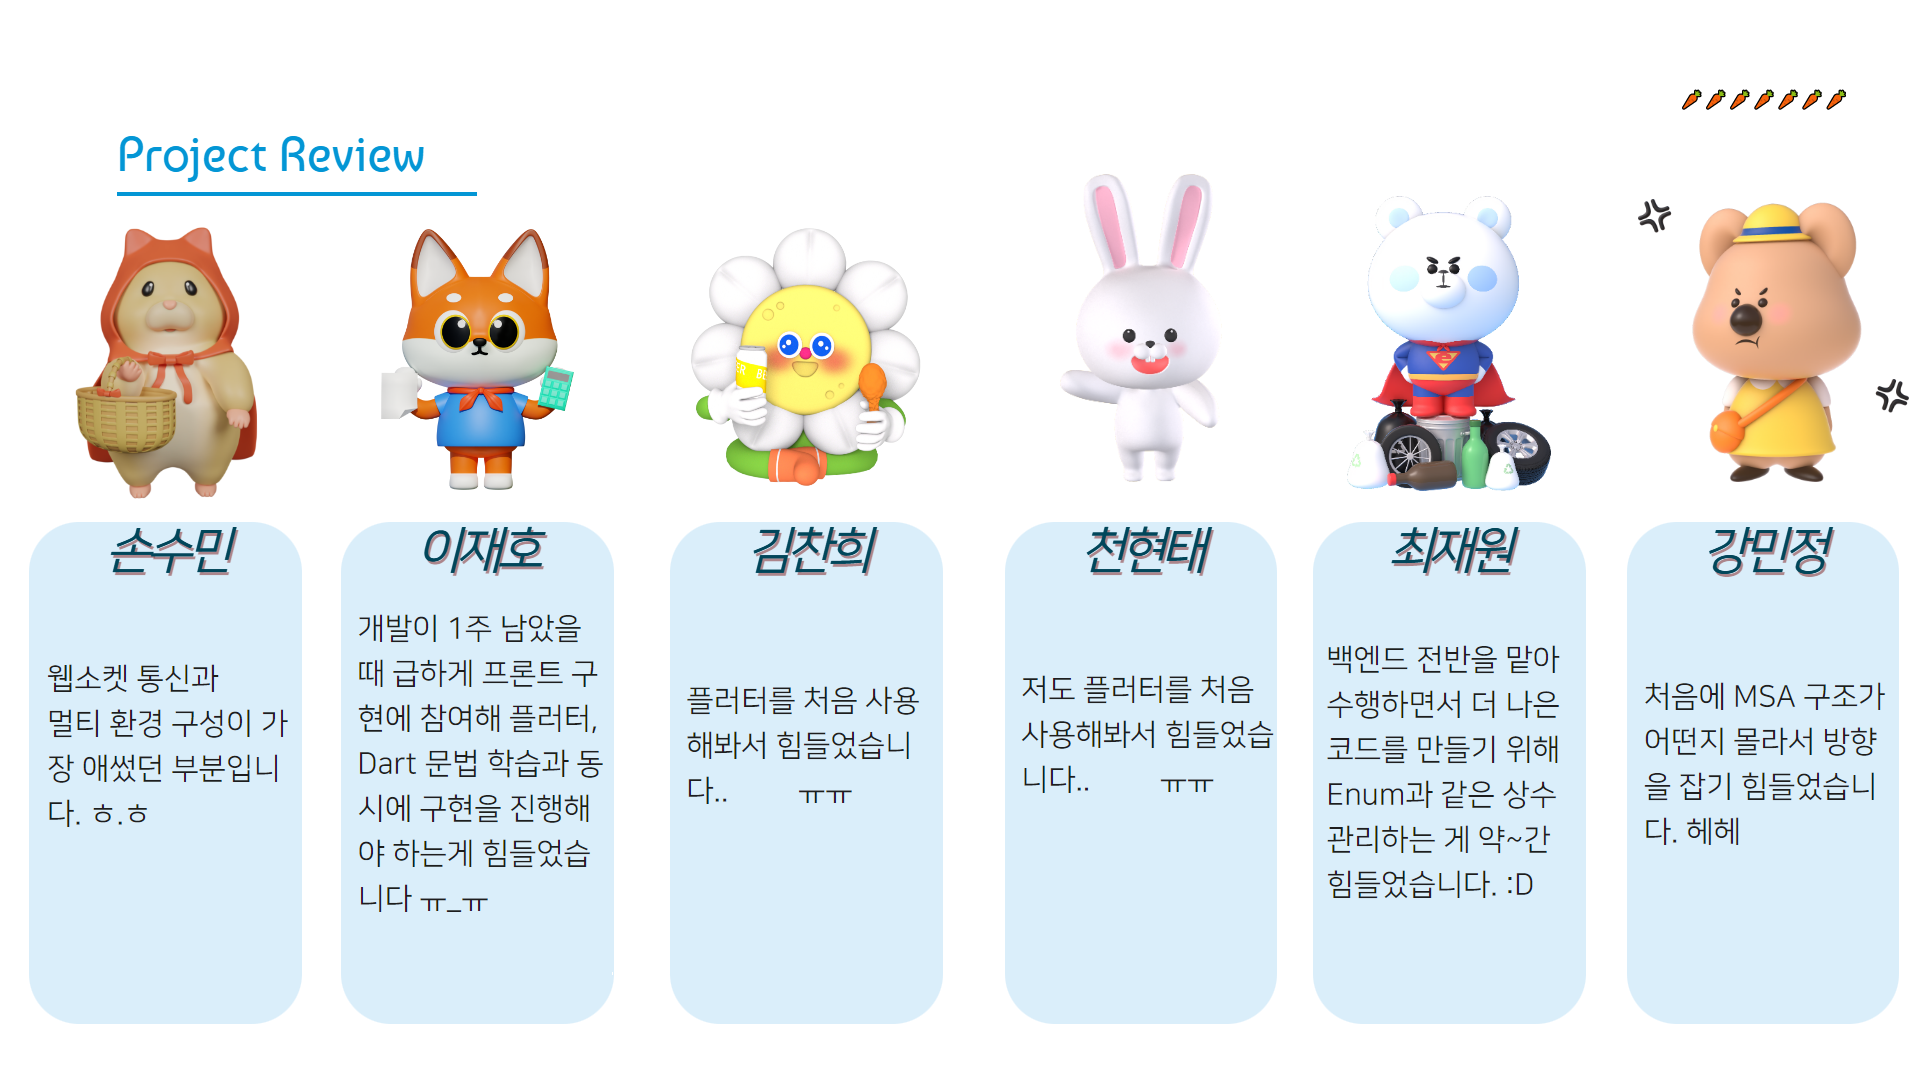 Project Review
손수민
웹소켓 통신과
멀티 환경 구성이 가
장 애썼던 부분입니
다. ㅎ.ㅎ
이재호
개발이 1주 남았을
때 급하게 프론트 구
현에 참여해 플러터,
Dart 문법 학습과 동
시에 구현을 진행해
야 하는게 힘들었습
니다 ㅠ_ㅠ
김찬희
플러터를 처음 사용
해봐서 힘들었습니
다.. ㅠㅠ
천현태
저도 플러터를 처음
사용해봐서 힘들었습
니다.. ㅠㅠ
최재원
백엔드 전반을 맡아
수행하면서 더 나은
코드를 만들기 위해
Enum과 같은 상수
관리하는 게 약~간
힘들었습니다. :D
강민정
처음에 MSA 구조가
어떤지 몰라서 방향
을 잡기 힘들었습니
다. 헤헤